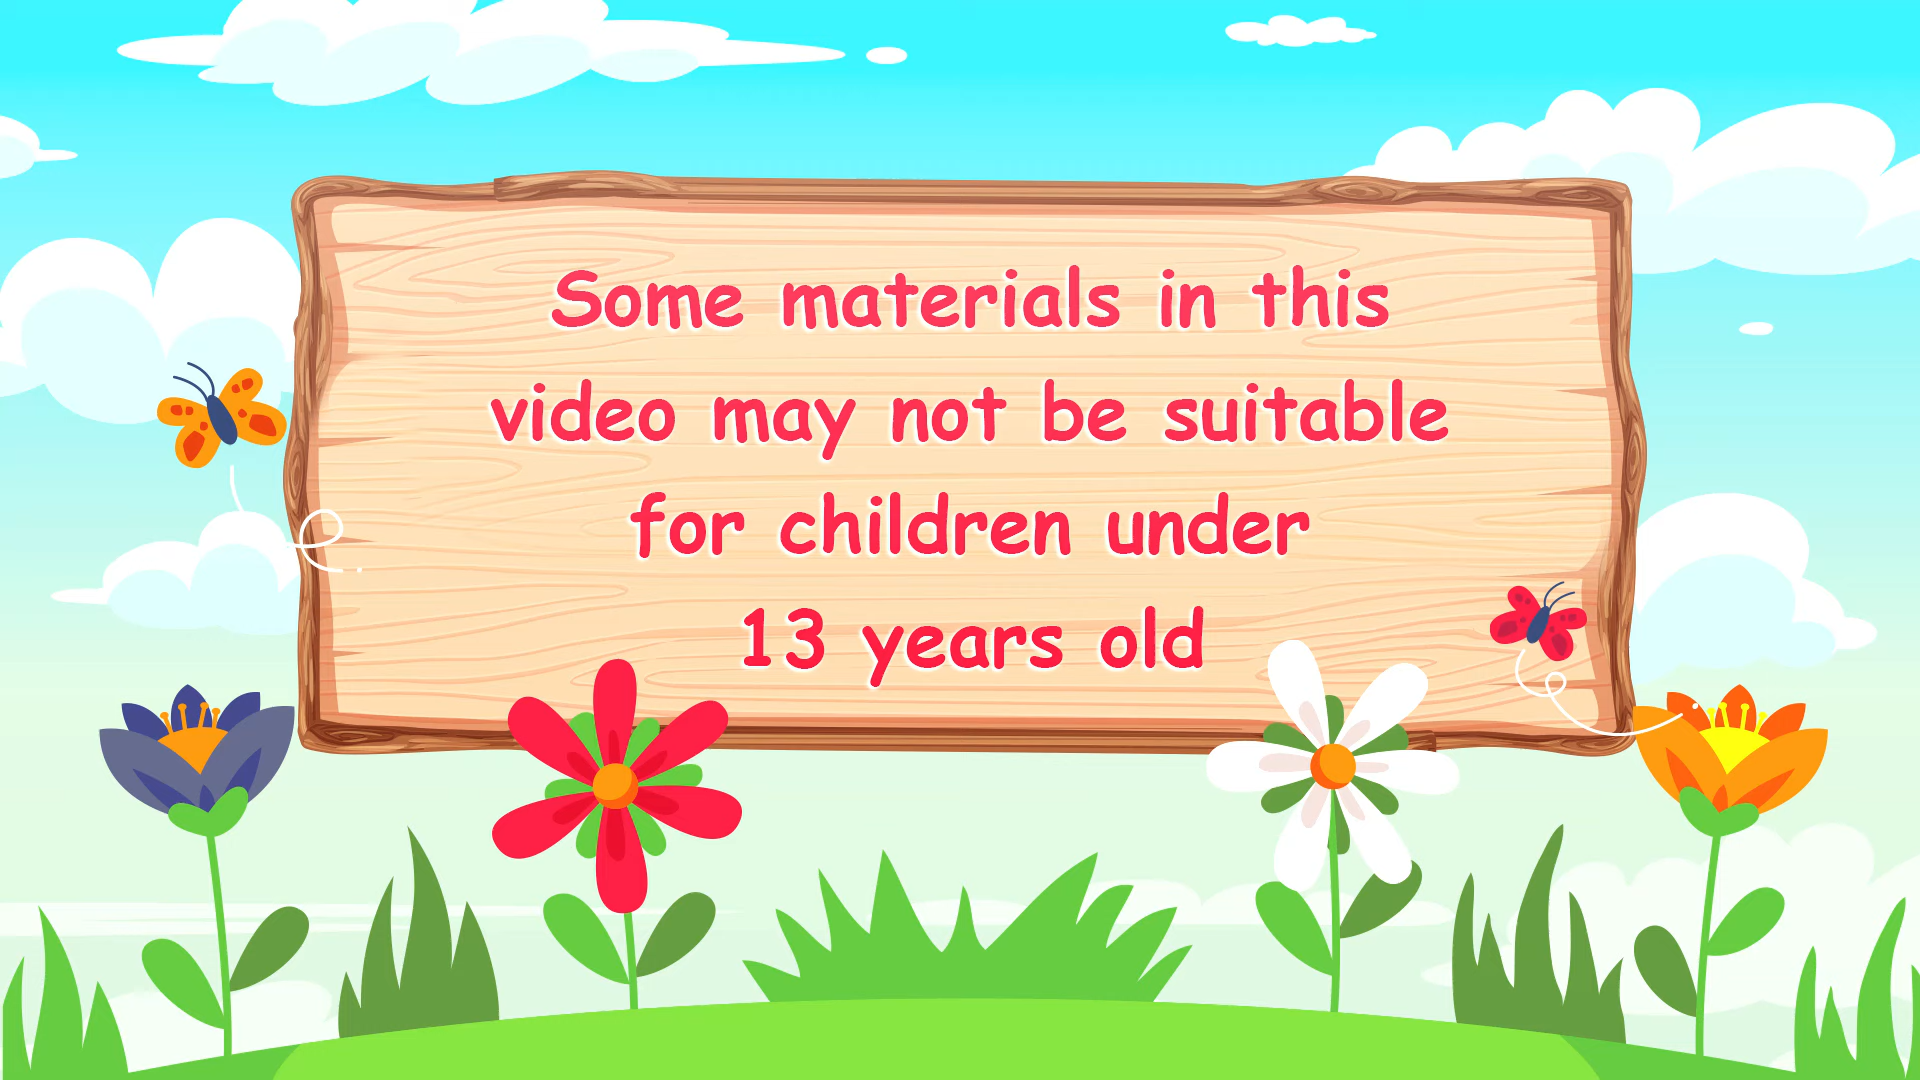 Some materials in this
video may not be suitable
for children under
13 years old